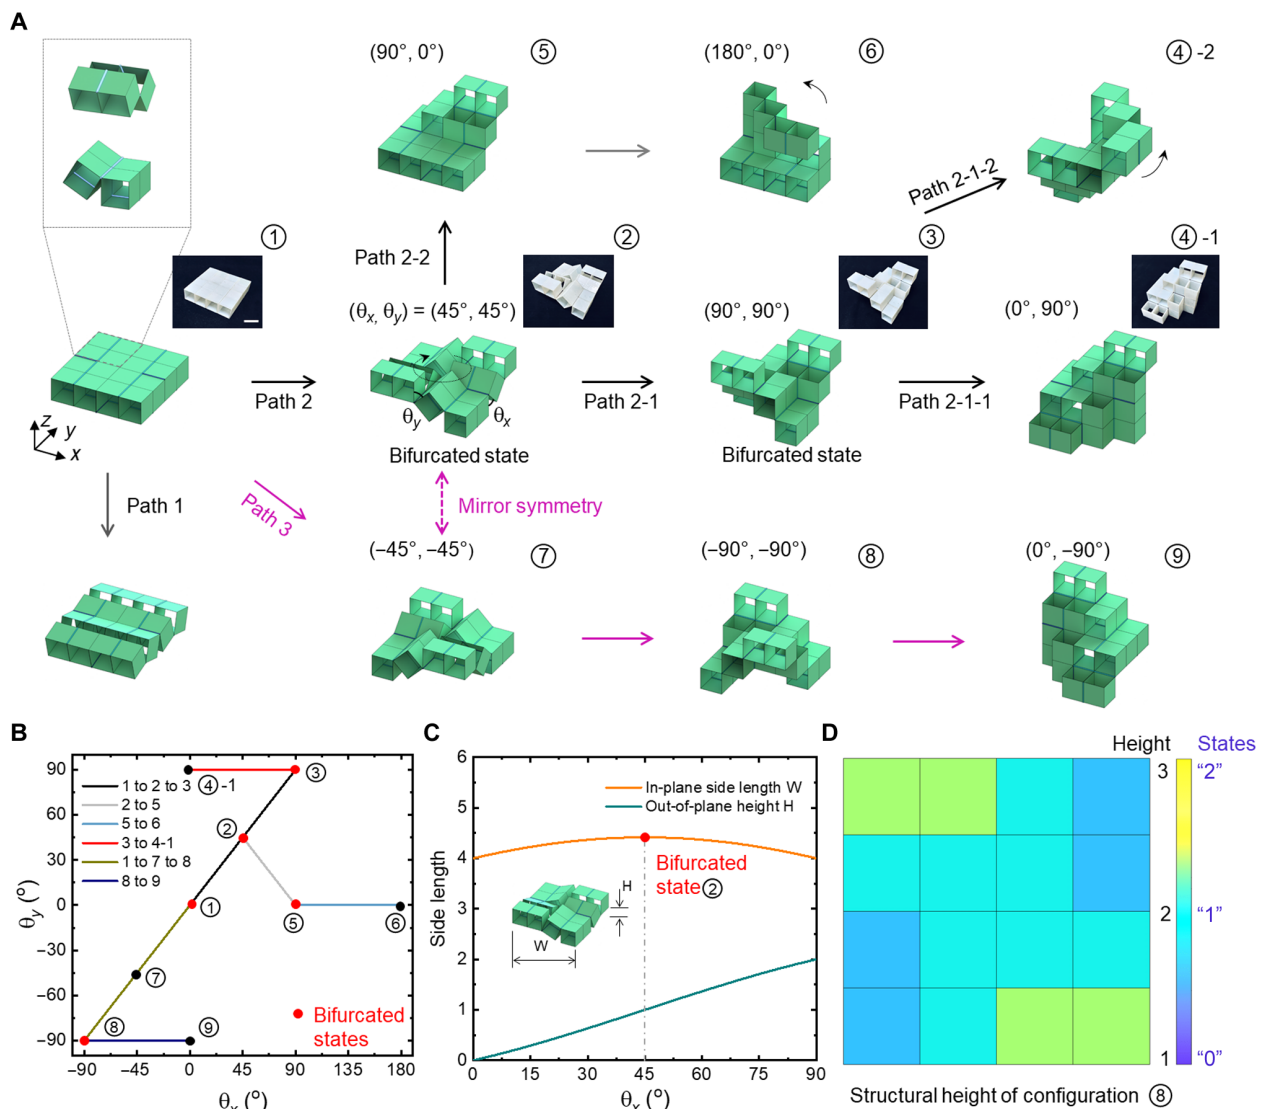 A
(90°, 0°) ⑤
(180°, 0°) ⑥
④-2
Path 2-1-2
①
Path 2-2
②
③
④-1
(θx, θy) = (45°, 45°)
(90°, 90°)
(0°, 90°)
Path 2
θy
θx
Path 2-1
Path 2-1-1
z
y
x
Bifurcated state
Bifurcated state
Path 1
Path 3
Mirror symmetry
(−45°, −45°) ⑦
(−90°, −90°) ⑧
(0°, −90°) ⑨
B
90
60
30
0
−30
−60
−90
θy (°)
1 to 2 to 3
2 to 5
5 to 6
3 to 4-1
1 to 7 to 8
8 to 9
④-1
③
②
①
⑤
⑥
⑦
⑧
⑨
Bifurcated
states
−90
−45
0
45
90
135
180
θx (°)
C
6
5
4
3
2
1
0
Side length
In-plane side length W
Out-of-plane height H
Bifurcated
state②
H
W
0
15
30
45
60
75
90
θx (°)
D
Height
States
3
"2"
2
"1"
1
"0"
Structural height of configuration ⑧